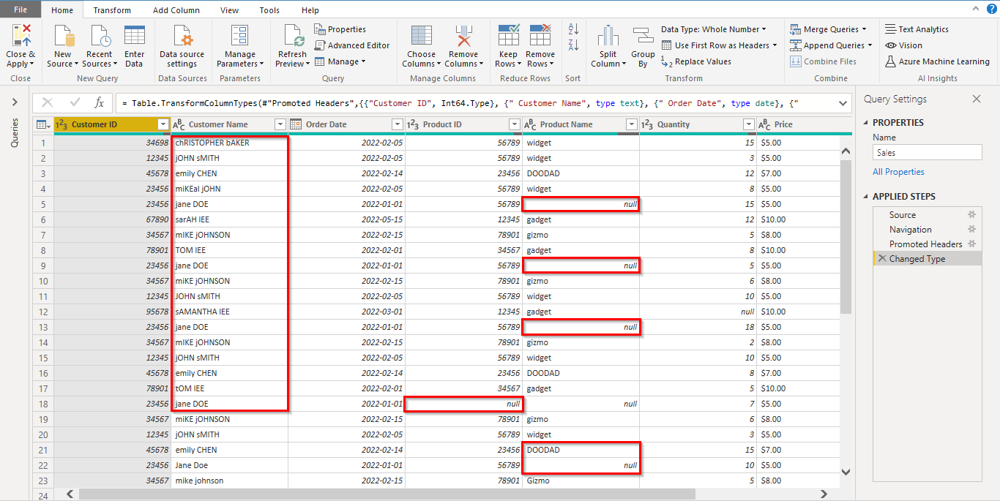 File Home Transform Add Column View Tools Help
Close & Apply
New Source
Recent Sources
Enter Data
Data source settings
Manage Parameters
Refresh Preview
Properties
Advanced Editor
Manage
Choose Columns
Remove Columns
Keep Rows
Remove Rows
Split Column
Group By
Data Type: Whole Number
Use First Row as Headers
Replace Values
Merge Queries
Append Queries
Combine Files
Text Analytics
Vision
Azure Machine Learning
Close New Query Data Sources Parameters Query Manage Columns Reduce Rows Sort Transform Combine AI Insights
Queries
fx = Table.TransformColumnTypes(#"Promoted Headers",{{"Customer ID", Int64.Type}, {" Customer Name", type text}, {" Order Date", type date}, {"
Customer ID Customer Name Order Date Product ID Product Name Quantity Price
1 34698 chRISTOPHER bAKER 2022-02-05 56789 widget 15 $5.00
2 12345 jOHN sMITH 2022-02-05 56789 widget 3 $5.00
3 45678 emily CHEN 2022-02-14 23456 DOODAD 12 $7.00
4 23456 miKEal jOHN 2022-02-05 56789 widget 8 $5.00
5 23456 jane DOE 2022-01-01 56789 null 15 $5.00
6 67890 sarAH lEE 2022-05-15 12345 gadget 12 $10.00
7 34567 mIKE jOHNSON 2022-02-15 78901 gizmo 5 $8.00
8 78901 TOM lEE 2022-02-01 34567 gadget 8 $10.00
9 23456 jane DOE 2022-01-01 56789 null 5 $5.00
10 34567 miKE jOHNSON 2022-02-15 78901 gizmo 6 $8.00
11 12345 JOHN sMITH 2022-02-05 56789 widget 10 $5.00
12 95678 sAMANTHA lEE 2022-03-01 12345 gadget null $10.00
13 23456 jane DOE 2022-01-01 56789 null 18 $5.00
14 34567 mIKE jOHNSON 2022-02-15 78901 gizmo 2 $8.00
15 12345 jOHN sMITH 2022-02-05 56789 widget 10 $5.00
16 45678 emily CHEN 2022-02-14 23456 DOODAD 8 $7.00
17 78901 tOM lEE 2022-02-01 34567 gadget 5 $10.00
18 23456 jane DOE 2022-01-01 null null 7 $5.00
19 34567 miKE jOHNSON 2022-02-15 78901 gizmo 6 $8.00
20 12345 jOHN sMITH 2022-02-05 56789 widget 3 $5.00
21 45678 emily CHEN 2022-02-14 23456 DOODAD 15 $7.00
22 23456 Jane Doe 2022-01-01 56789 null 10 $5.00
23 34567 mike johnson 2022-02-15 78901 Gizmo 5 $8.00
24
Query Settings
PROPERTIES
Name
Sales
All Properties
APPLIED STEPS
Source
Navigation
Promoted Headers
Changed Type